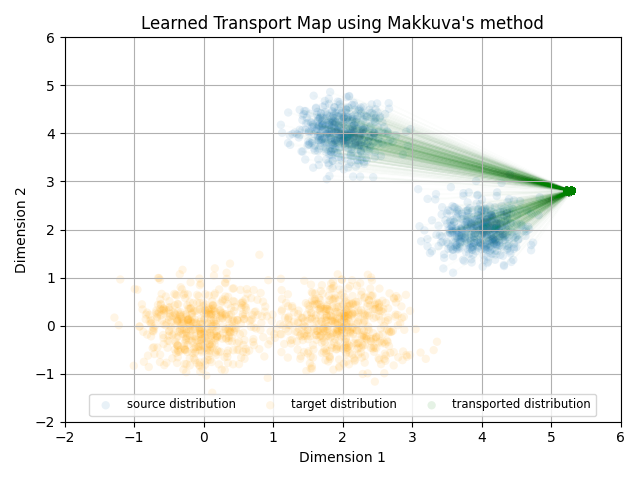 Learned Transport Map using Makkuva's method
6
5
4
3
2
1
0
−1
−2
Dimension 2
source distribution target distribution transported distribution
−2 −1 0 1 2 3 4 5 6
Dimension 1